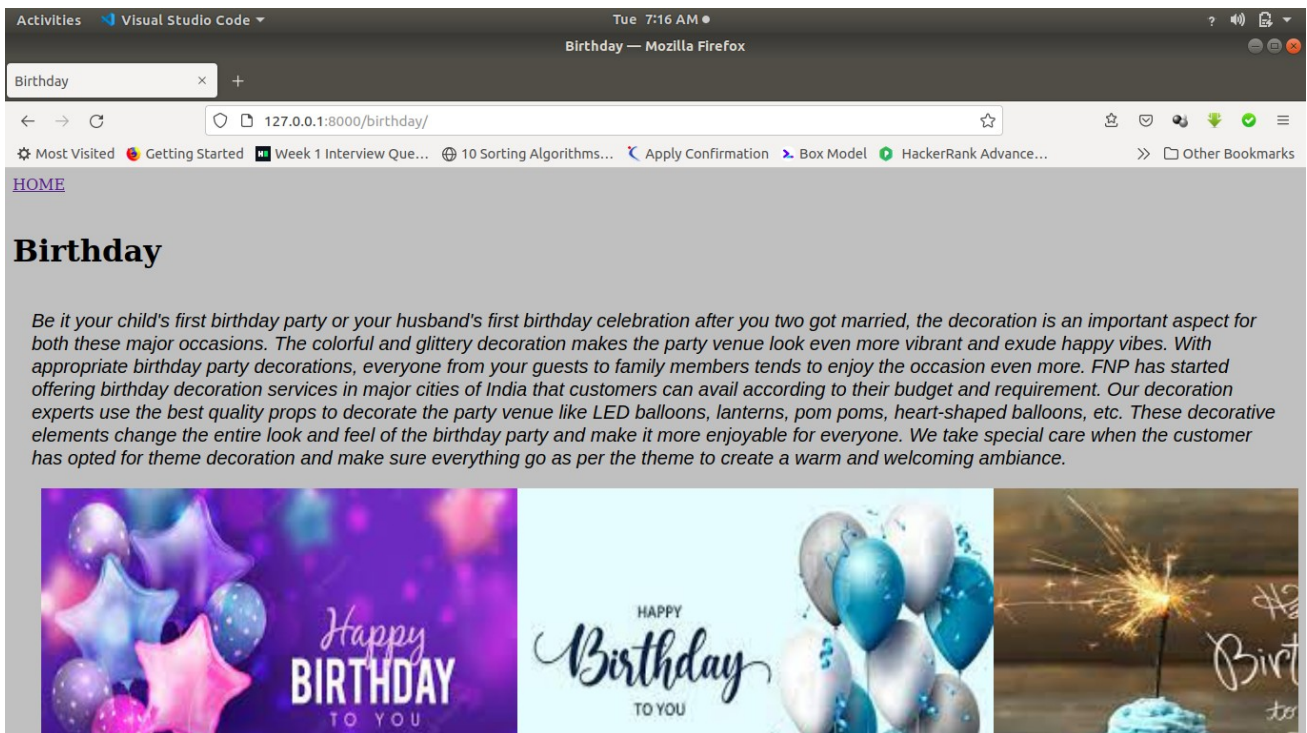 Activities Visual Studio Code Tue 7:16 AM
Birthday — Mozilla Firefox
Birthday
127.0.0.1:8000/birthday/
Most Visited Getting Started Week 1 Interview Que... 10 Sorting Algorithms... Apply Confirmation Box Model HackerRank Advance... Other Bookmarks
HOME
Birthday
Be it your child's first birthday party or your husband's first birthday celebration after you two got married, the decoration is an important aspect for
both these major occasions. The colorful and glittery decoration makes the party venue look even more vibrant and exude happy vibes. With
appropriate birthday party decorations, everyone from your guests to family members tends to enjoy the occasion even more. FNP has started
offering birthday decoration services in major cities of India that customers can avail according to their budget and requirement. Our decoration
experts use the best quality props to decorate the party venue like LED balloons, lanterns, pom poms, heart-shaped balloons, etc. These decorative
elements change the entire look and feel of the birthday party and make it more enjoyable for everyone. We take special care when the customer
has opted for theme decoration and make sure everything go as per the theme to create a warm and welcoming ambiance.
Happy
BIRTHDAY
TO YOU
HAPPY
Birthday
TO YOU
to